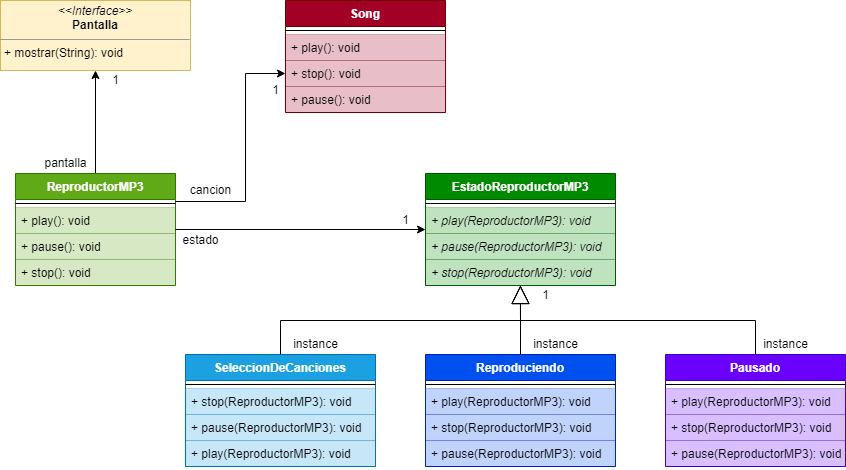 <<Interface>>
Pantalla
+ mostrar(String): void
1
pantalla
Song
+ play(): void
+ stop(): void
+ pause(): void
1
cancion
ReproductorMP3
+ play(): void
+ pause(): void
+ stop(): void
estado
1
EstadoReproductorMP3
+ play(ReproductorMP3): void
+ pause(ReproductorMP3): void
+ stop(ReproductorMP3): void
1
instance
instance
instance
SeleccionDeCanciones
+ stop(ReproductorMP3): void
+ pause(ReproductorMP3): void
+ play(ReproductorMP3): void
Reproduciendo
+ play(ReproductorMP3): void
+ stop(ReproductorMP3): void
+ pause(ReproductorMP3): void
Pausado
+ play(ReproductorMP3): void
+ stop(ReproductorMP3): void
+ pause(ReproductorMP3): void